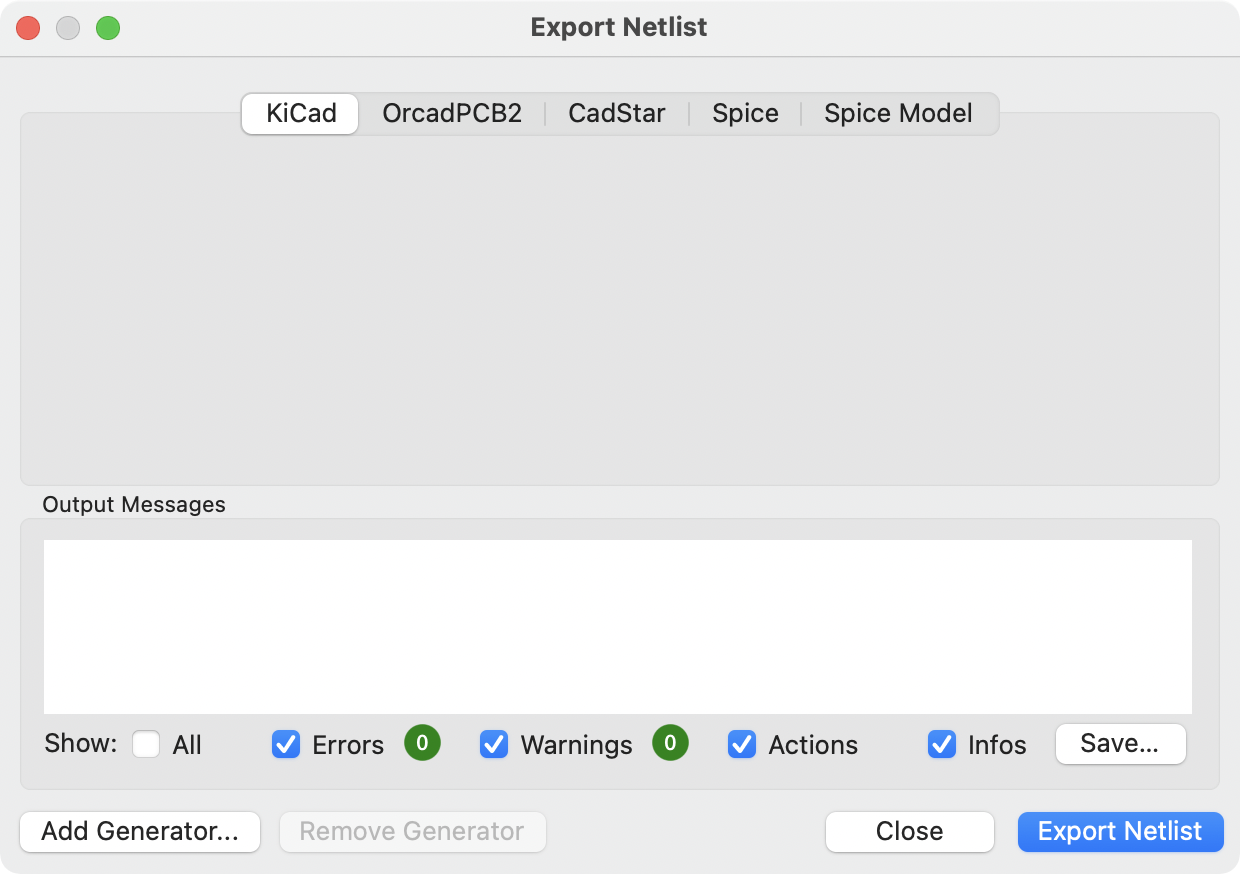 Export Netlist
KiCad OrcadPCB2 CadStar Spice Spice Model
Output Messages
Show: All Errors 0 Warnings 0 Actions Infos Save...
Add Generator... Remove Generator Close Export Netlist